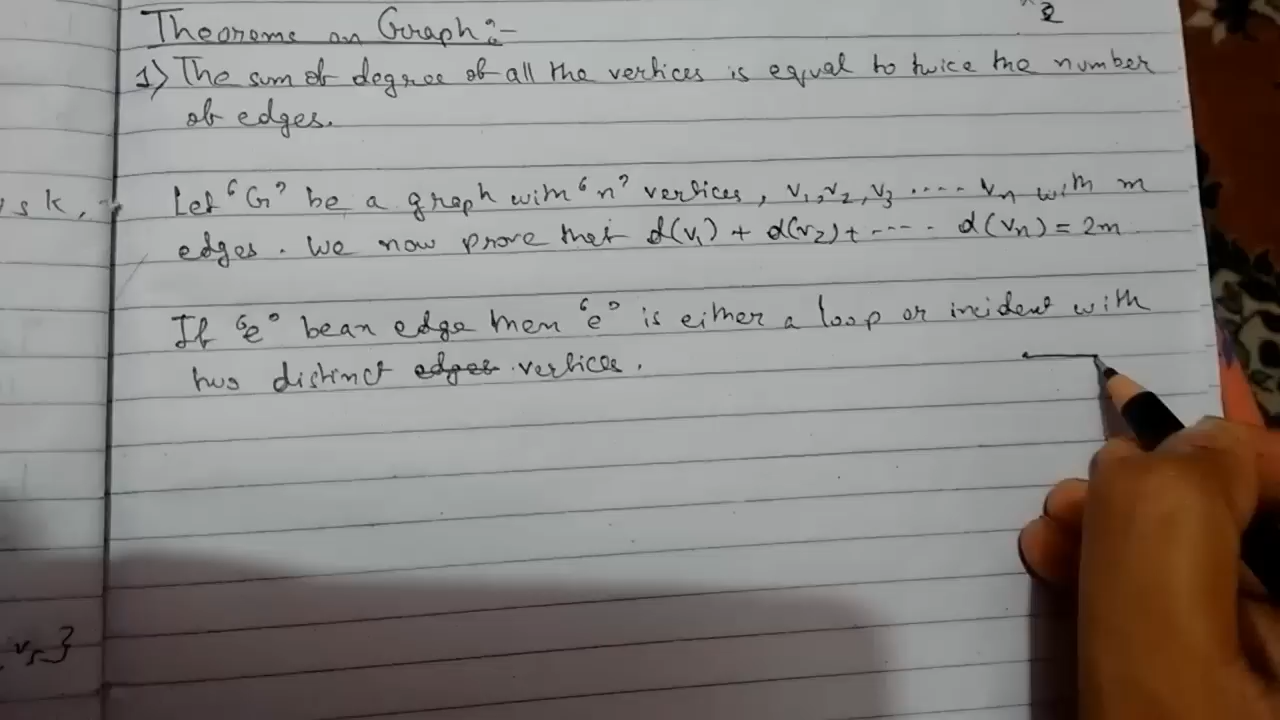 2
Theorems on Graph:-
1) The sum of degree of all the vertices is equal to twice the number
of edges.
s k,
Let 'G' be a graph with 'n' vertices, v1, v2, v3 .... vn with m
edges. We now prove that d(v1) + d(v2) + .... d(vn) = 2m
If 'e' be an edge then 'e' is either a loop or incident with
two distinct edges vertices.
v5}